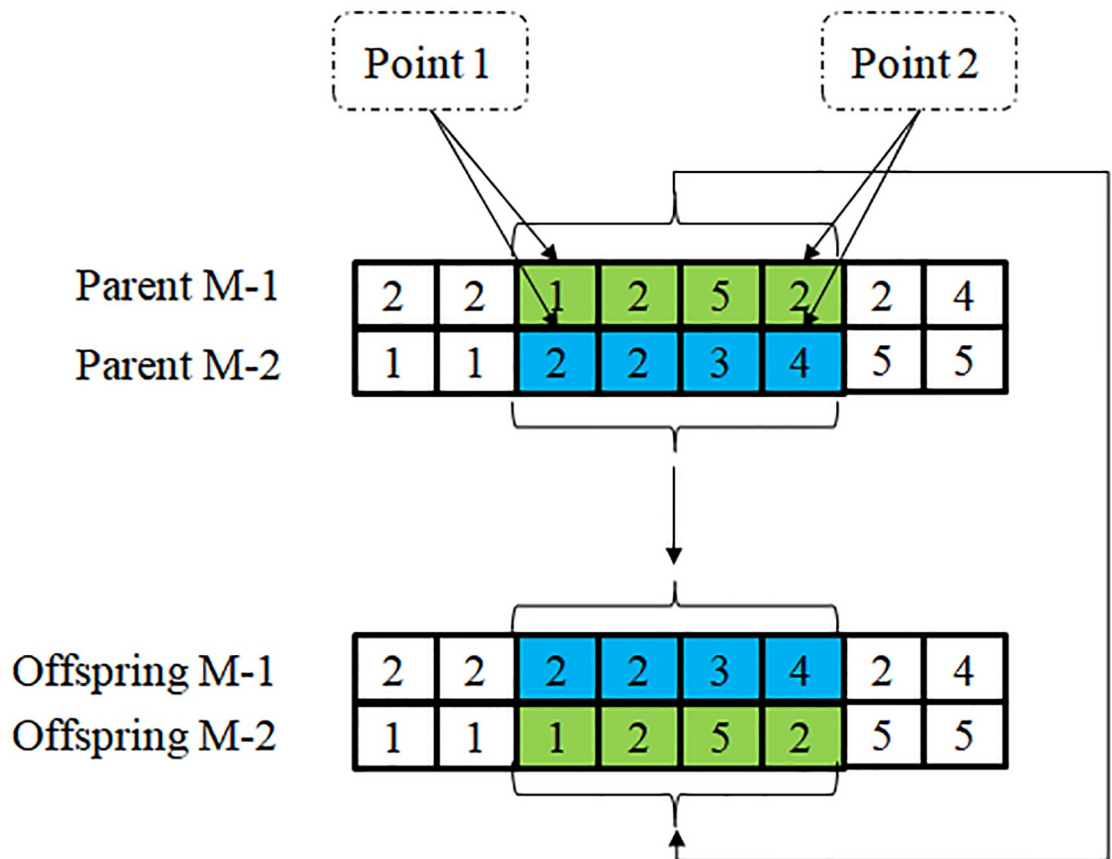 Point 1 Point 2
Parent M-1 2 2 1 2 5 2 2 4
Parent M-2 1 1 2 2 3 4 5 5
Offspring M-1 2 2 2 2 3 4 2 4
Offspring M-2 1 1 1 2 5 2 5 5